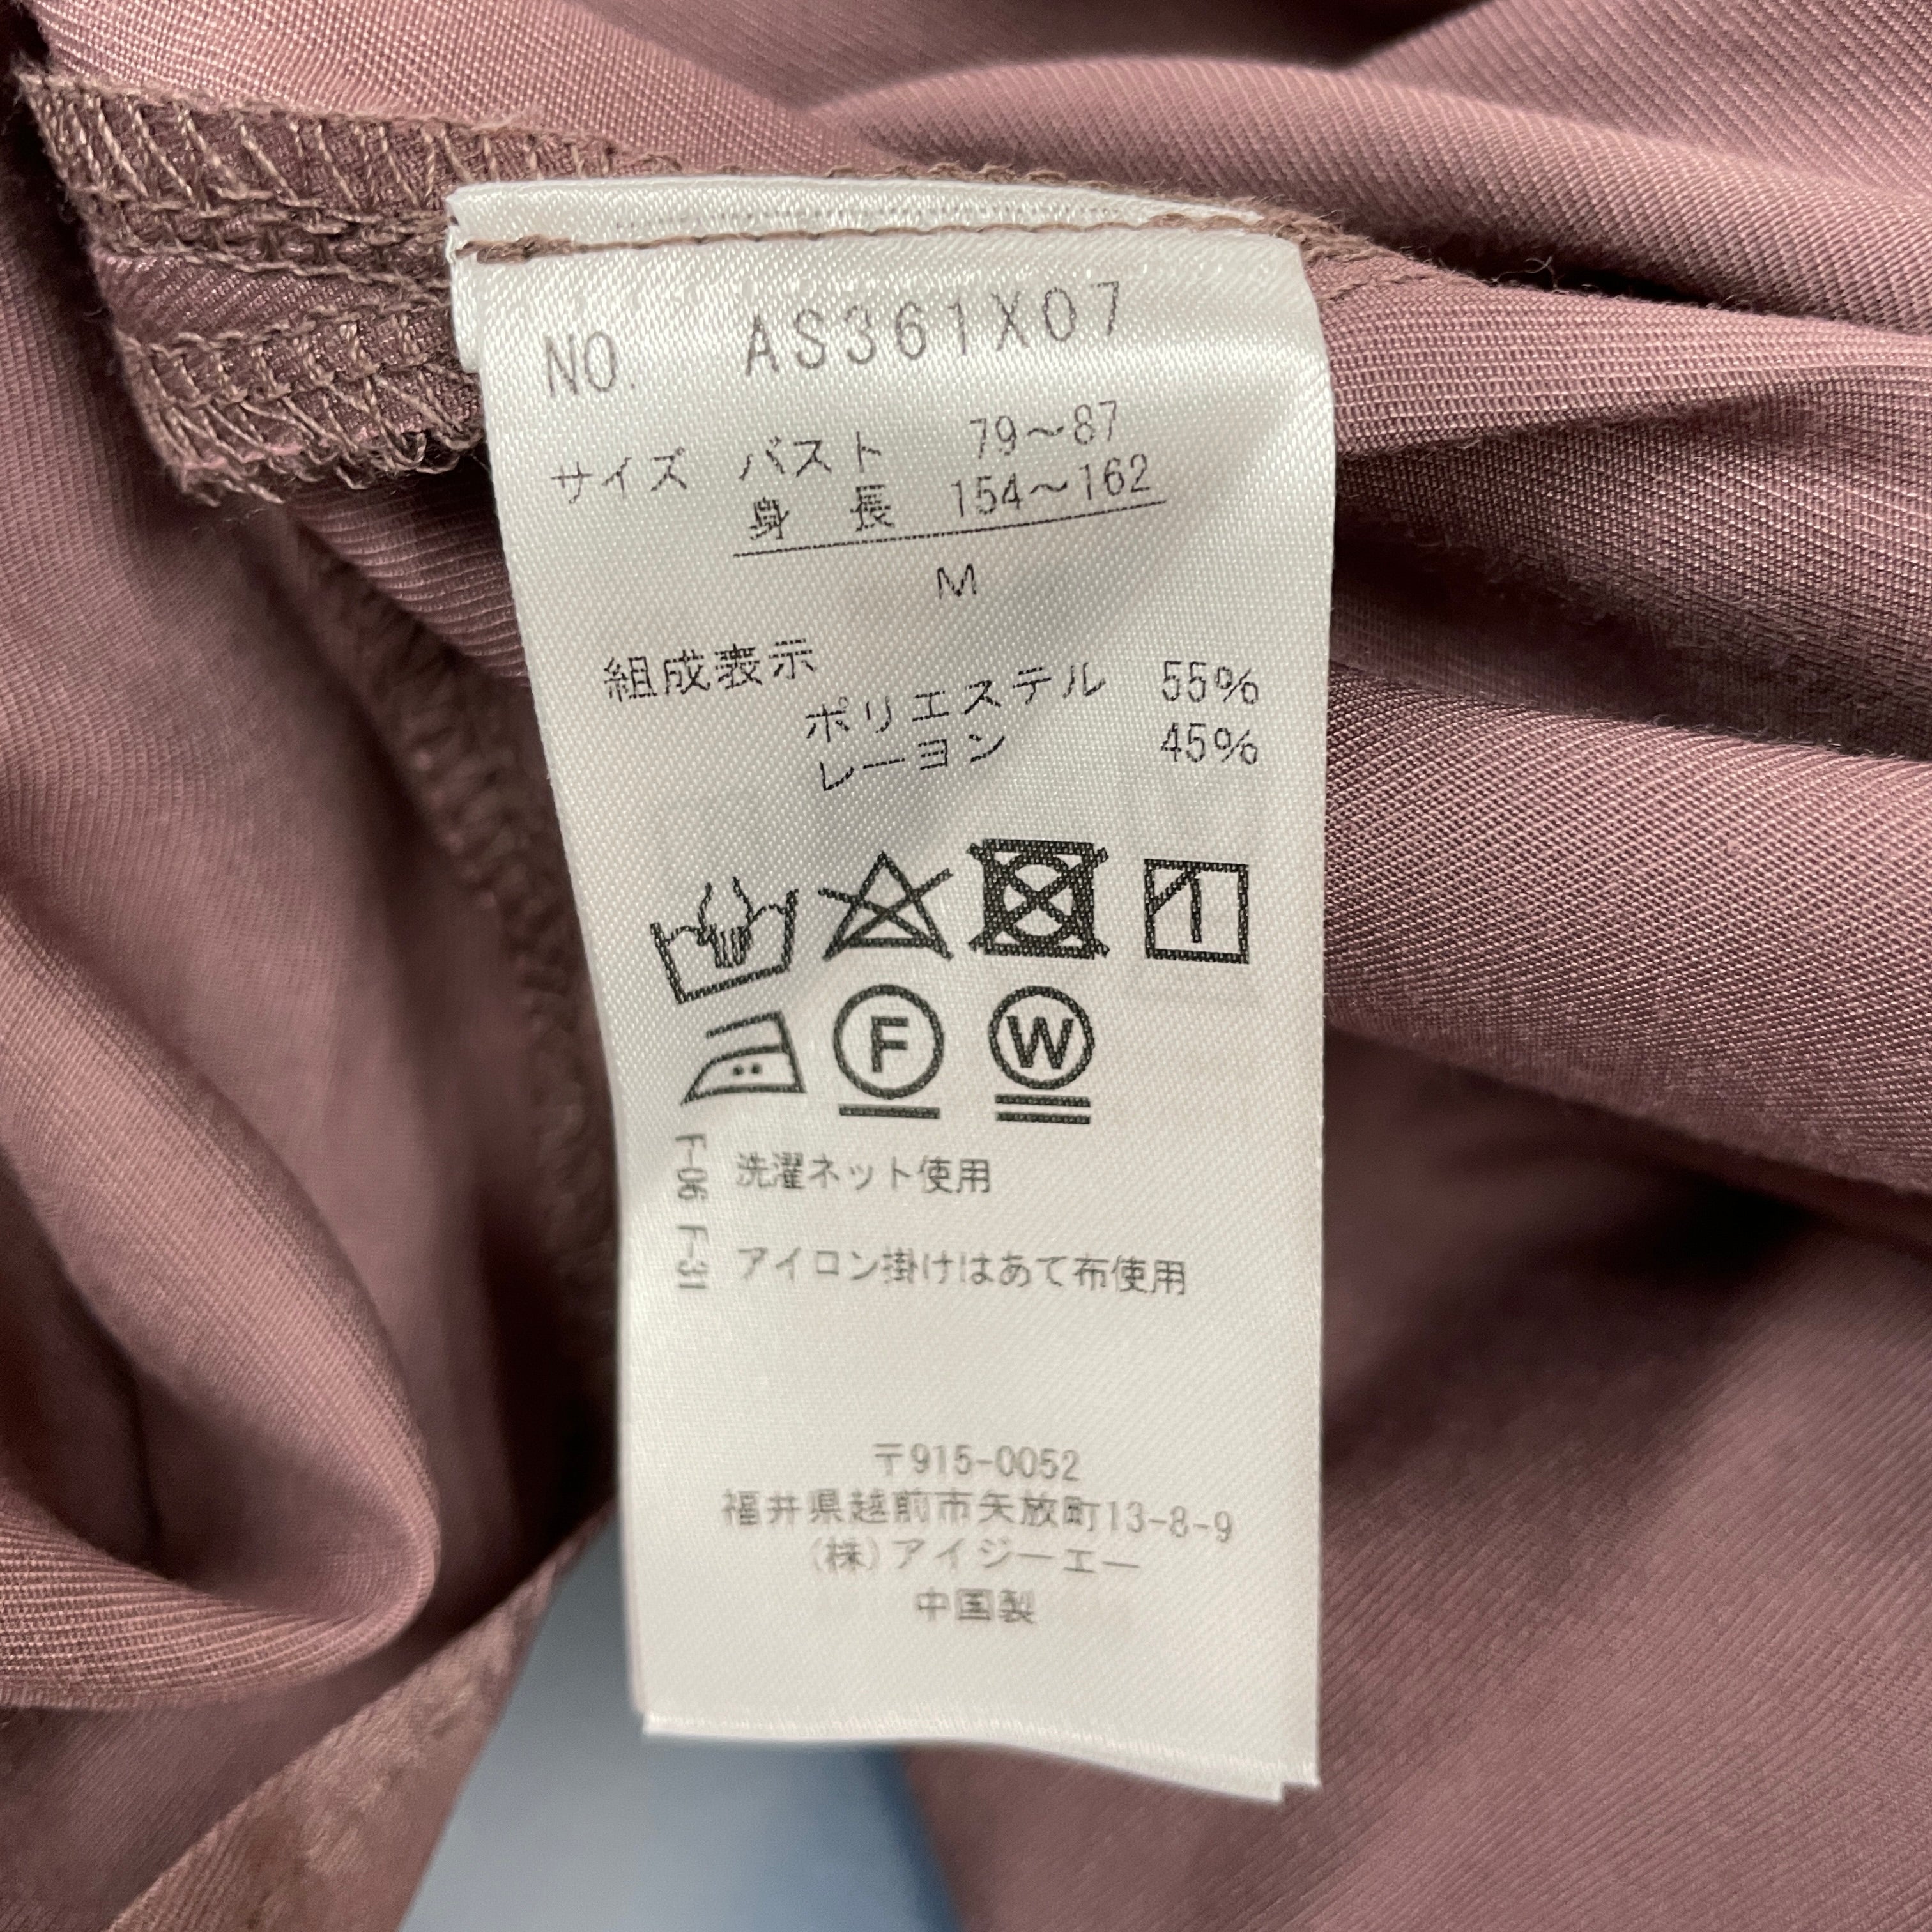 NO. AS361X07
サイズ バスト 79～87
身 長 154～162
M
組成表示
ポリエステル 55%
レーヨン 45%
F
W
F-06 洗濯ネット使用
F-31 アイロン掛けはあて布使用
〒915-0052
福井県越前市矢放町13-8-9
(株)アイジーエー
中国製